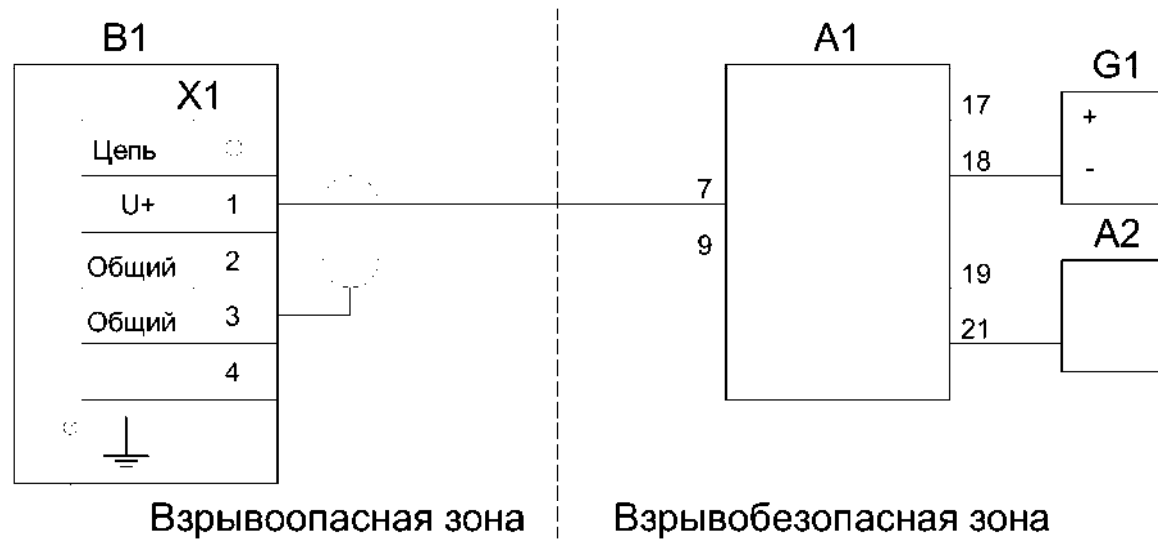 B1
A1
G1
X1
17
+
Цепь
18
-
U+ 1
7
Общий 2
9
A2
Общий 3
19
21
4
Взрывоопасная зона
Взрывобезопасная зона